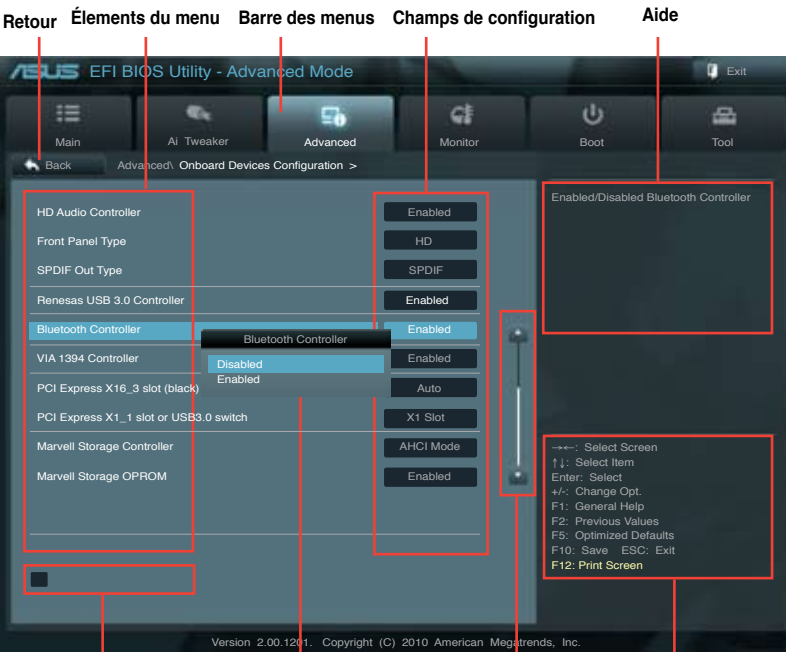 Retour Élements du menu Barre des menus Champs de configuration Aide
ASUS EFI BIOS Utility - Advanced Mode Exit
Main Ai Tweaker Advanced Monitor Boot Tool
Back Advanced\ Onboard Devices Configuration >
Enabled/Disabled Bluetooth Controller
HD Audio Controller Enabled
Front Panel Type HD
SPDIF Out Type SPDIF
Renesas USB 3.0 Controller Enabled
Bluetooth Controller Enabled
Bluetooth Controller
Disabled
Enabled
VIA 1394 Controller Enabled
PCI Express X16_3 slot (black) Auto
PCI Express X1_1 slot or USB3.0 switch X1 Slot
Marvell Storage Controller AHCI Mode
Marvell Storage OPROM Enabled
→←: Select Screen
↑↓: Select Item
Enter: Select
+/-: Change Opt.
F1: General Help
F2: Previous Values
F5: Optimized Defaults
F10: Save ESC: Exit
F12: Print Screen
Version 2.00.1201. Copyright (C) 2010 American Megatrends, Inc.